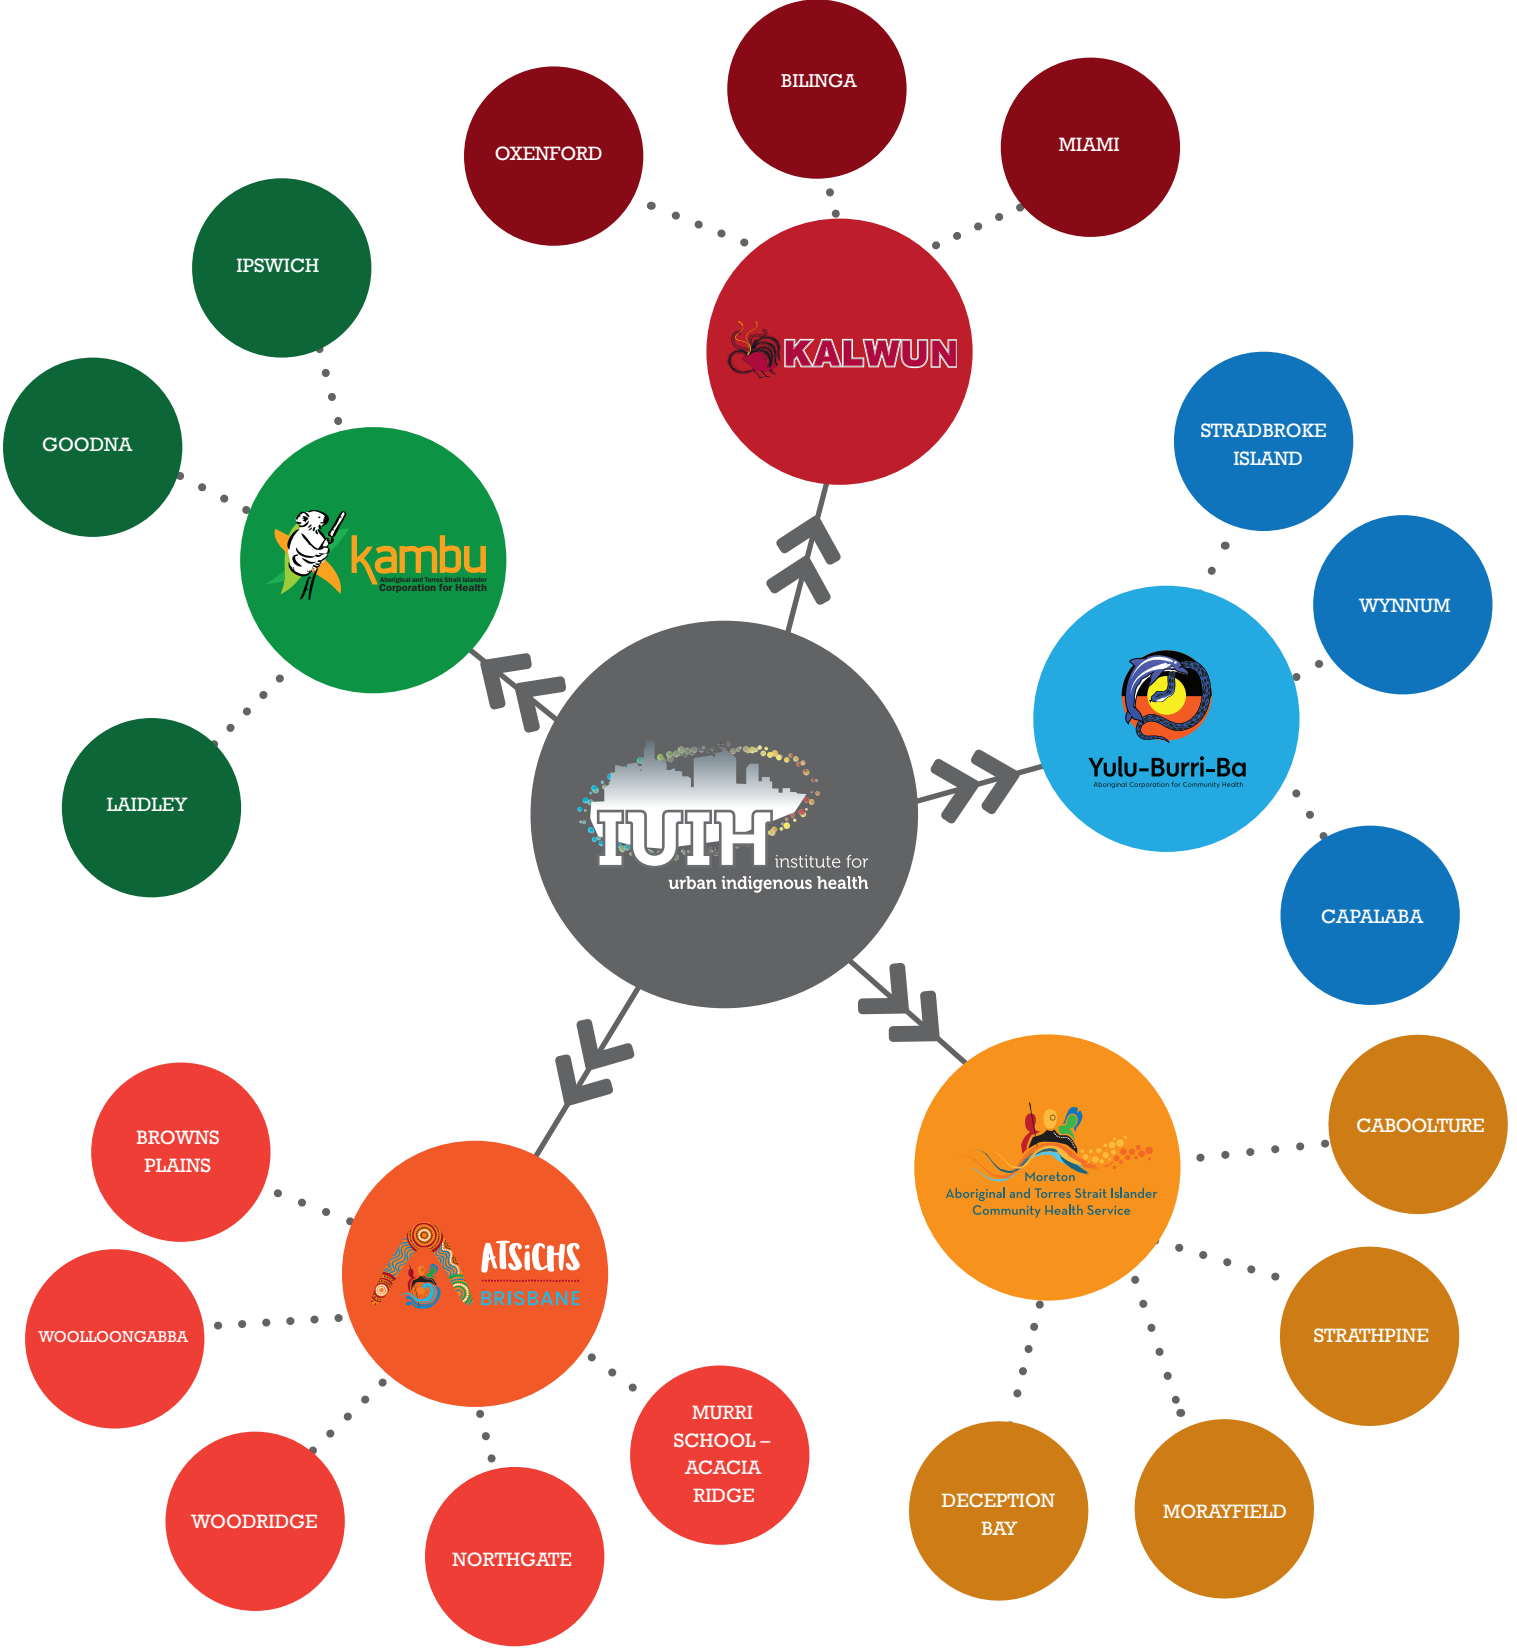 BILINGA
OXENFORD
MIAMI
KALWUN
IPSWICH
GOODNA
kambu
Aboriginal and Torres Strait Islander
Corporation for Health
LAIDLEY
STRADBROKE
ISLAND
WYNNUM
Yulu-Burri-Ba
Aboriginal Corporation for Community Health
CAPALABA
IUIH
institute for
urban indigenous health
Moreton
Aboriginal and Torres Strait Islander
Community Health Service
CABOOLTURE
STRATHPINE
MORAYFIELD
DECEPTION
BAY
BROWNS
PLAINS
ATSiCHS
BRISBANE
WOOLLOONGABBA
WOODRIDGE
NORTHGATE
MURRI
SCHOOL –
ACACIA
RIDGE